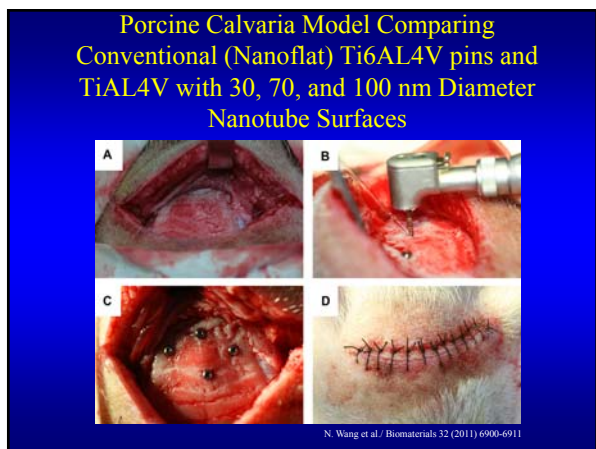 Porcine Calvaria Model Comparing
Conventional (Nanoflat) Ti6AL4V pins and
TiAL4V with 30, 70, and 100 nm Diameter
Nanotube Surfaces
A
B
C
D
N. Wang et al./ Biomaterials 32 (2011) 6900-6911